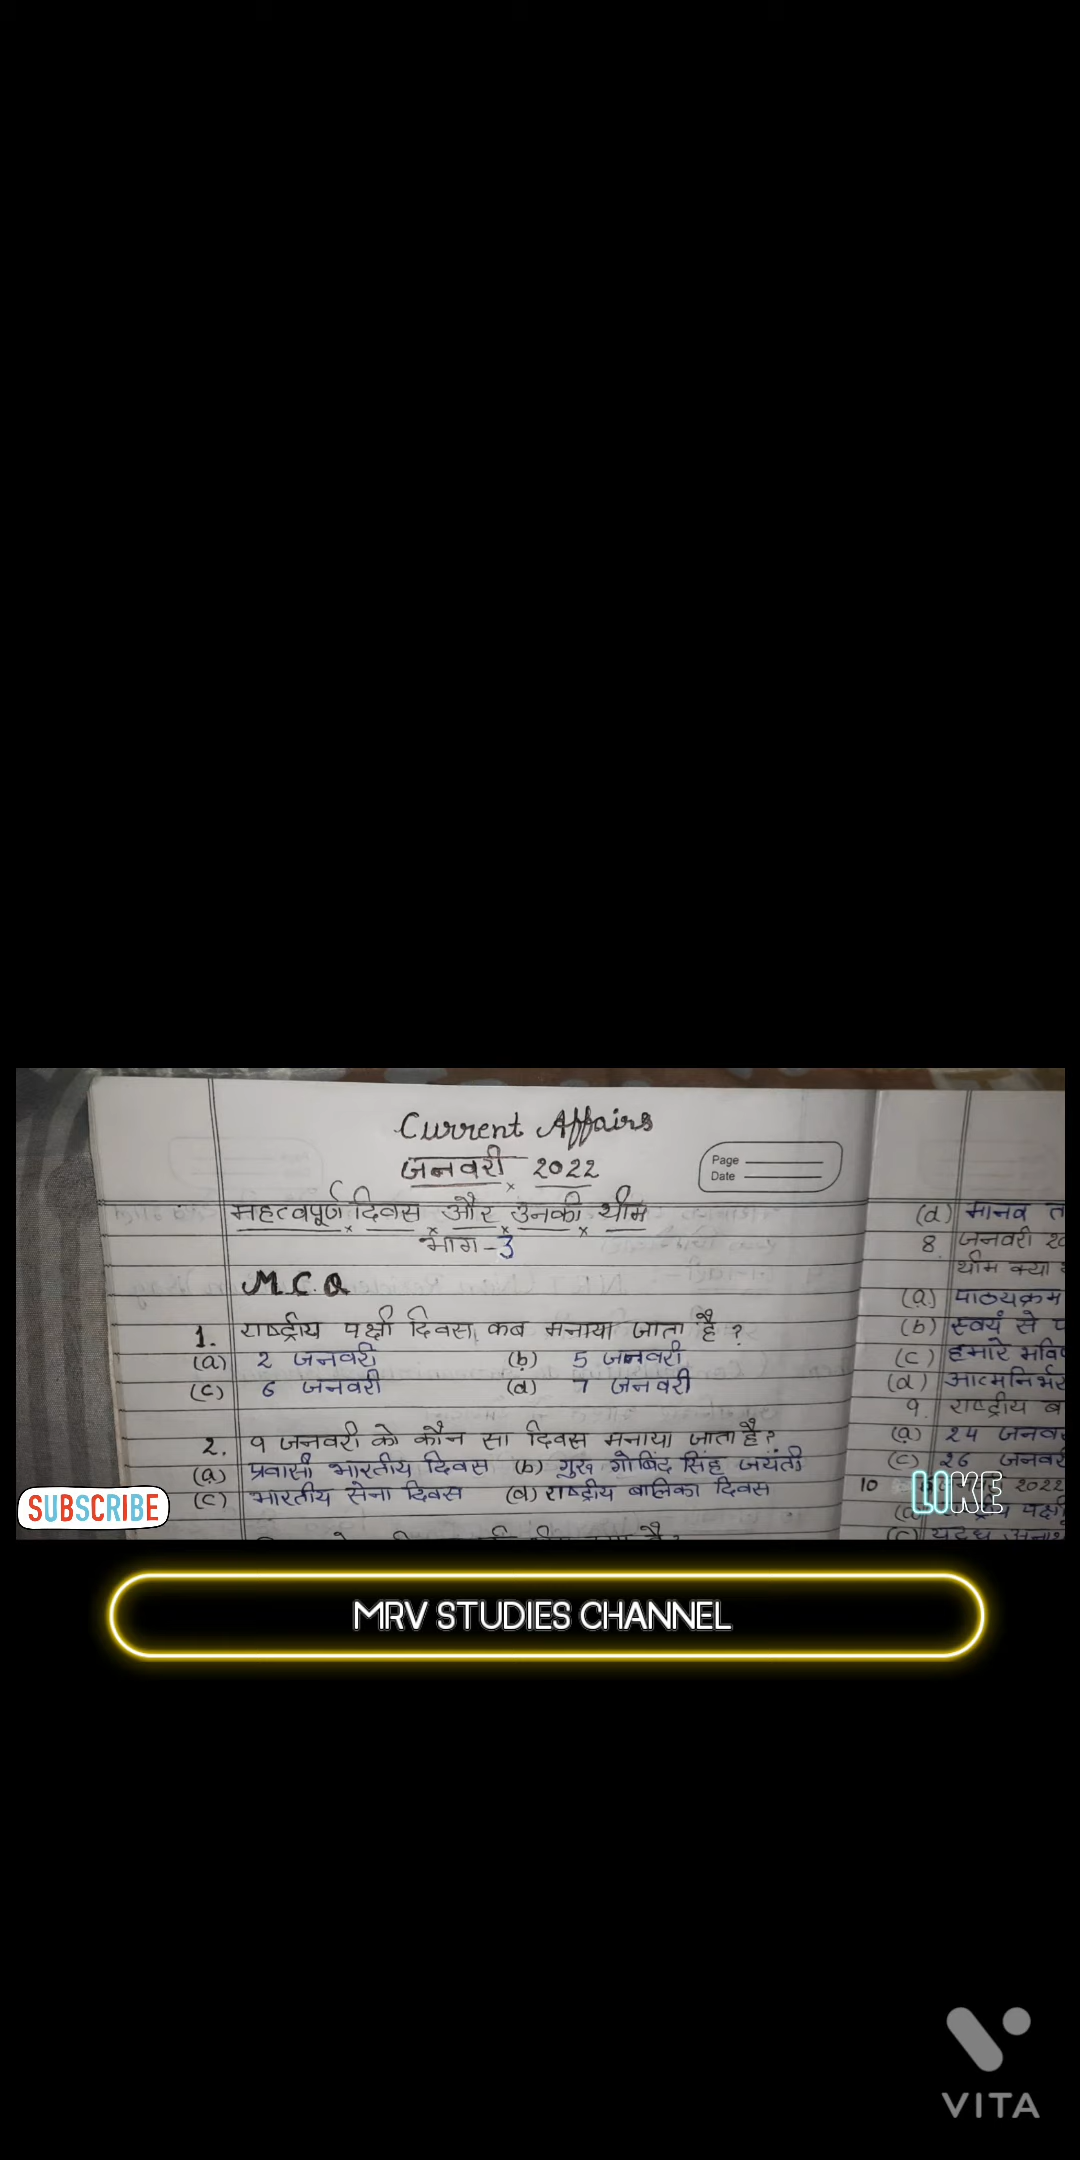 Current Affairs
जनवरी 2022
Page
Date
महत्वपूर्ण दिवस और उनकी थीम
भाग-3
M.C.Q
1. राष्ट्रीय पक्षी दिवस, कब मनाया जाता है ?
(a) 2 जनवरी (b) 5 जनवरी
(c) 6 जनवरी (d) 7 जनवरी
2. 9 जनवरी को कौन सा दिवस मनाया जाता है?
(a) प्रवासी भारतीय दिवस (b) गुरु गोबिंद सिंह जयंती
(c) भारतीय सेना दिवस (d) राष्ट्रीय बालिका दिवस
(d) मानव
8. जनवरी
थीम क्या
(a) पाठ्यक्रम
(b) स्वयं से
(c) हमारे
(d) आत्मनिर्भर
9. राष्ट्रीय
(a) 24
(c) 26 जनवरी
10 2022
SUBSCRIBE
LIKE
MRV STUDIES CHANNEL
VITA